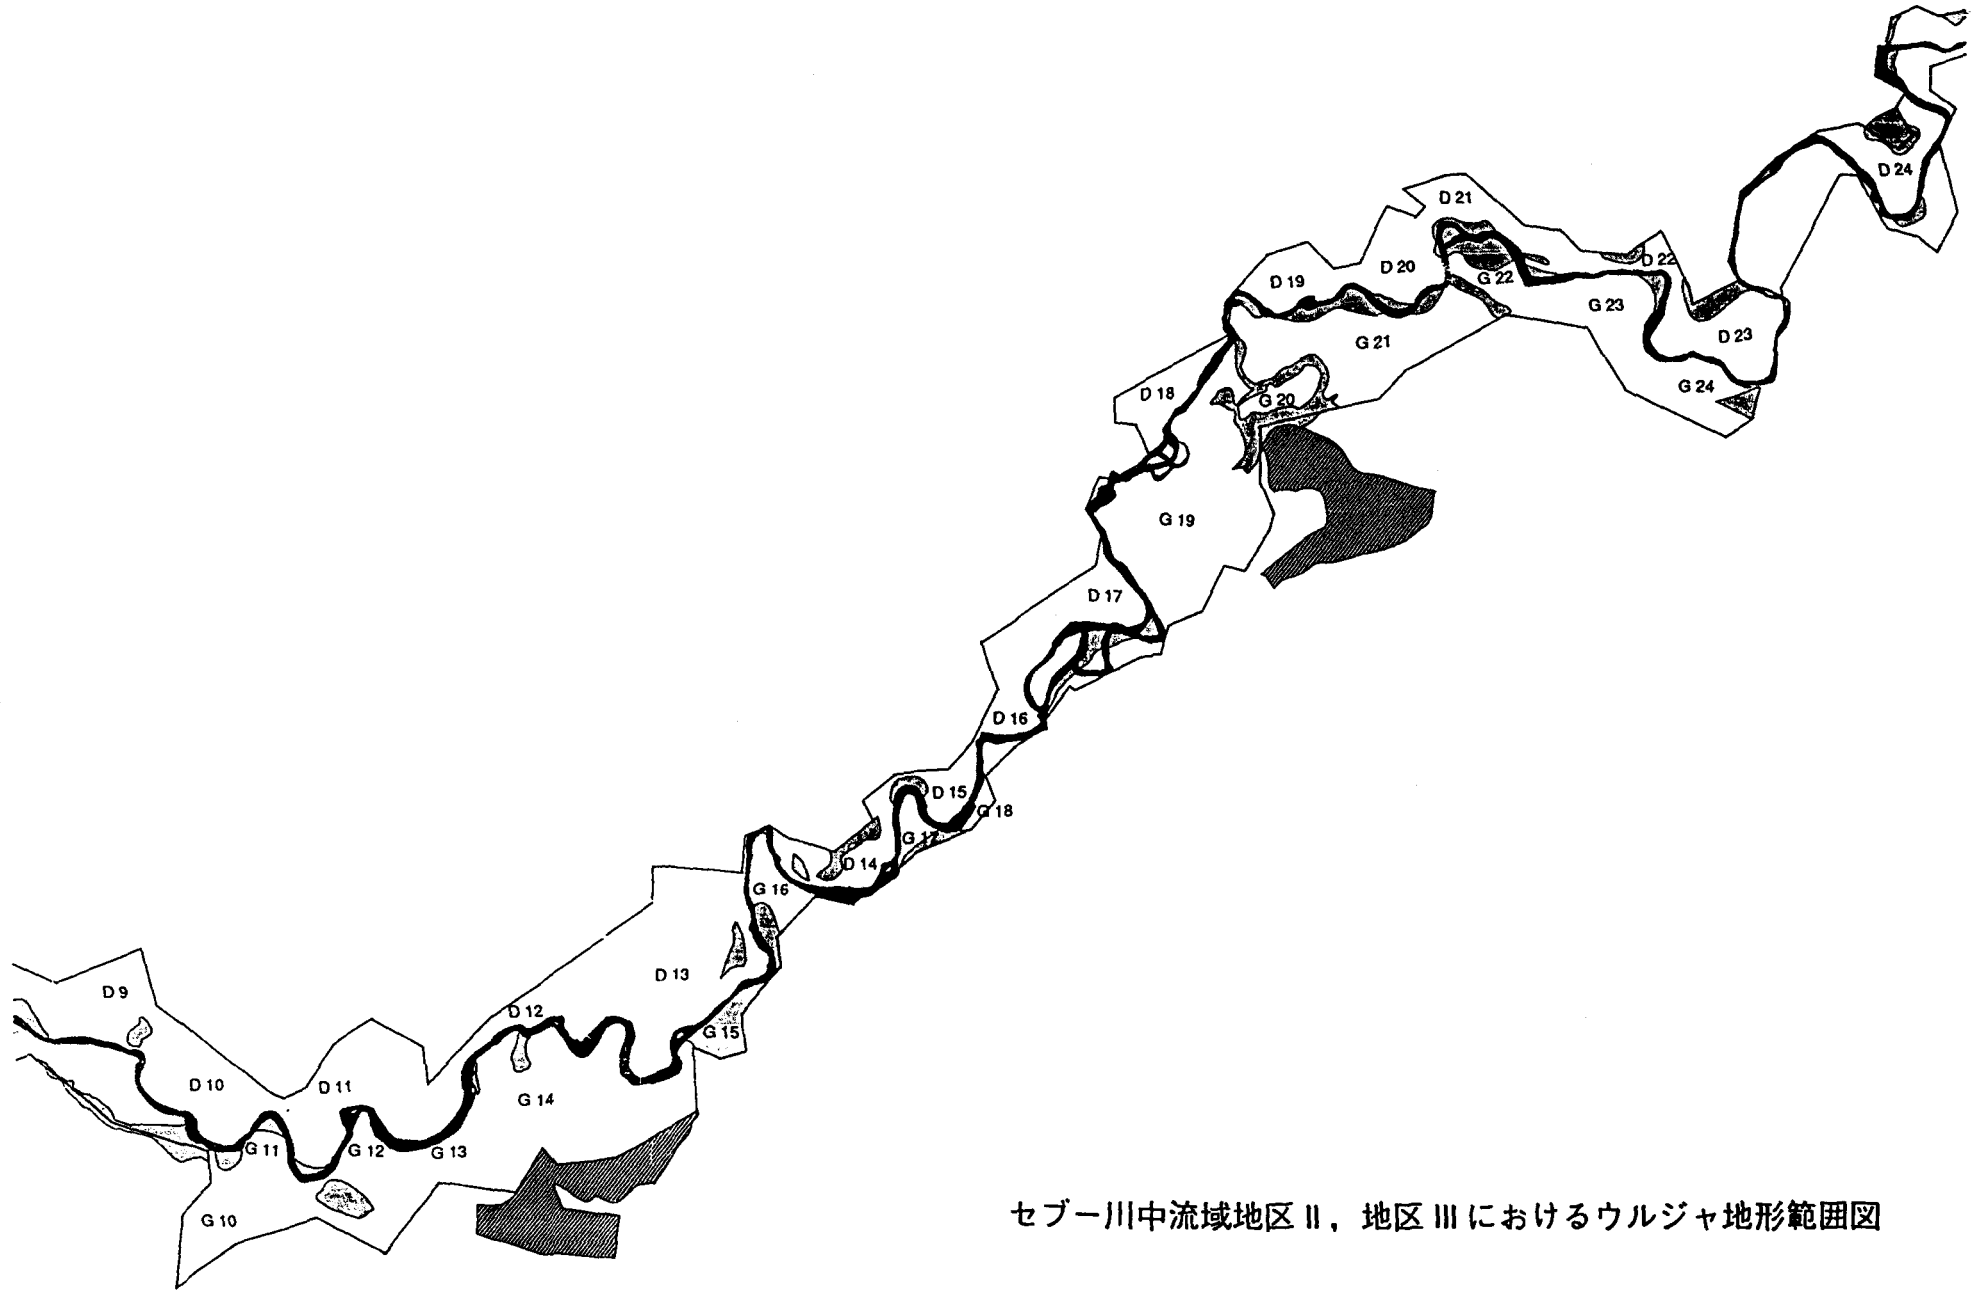 D 24
D 21
D 22
D 20
G 22
D 19
G 23
D 23
G 21
G 24
D 18
G 20
G 19
D 17
D 16
D 15
G 18
G 17
D 14
G 16
D 13
D 9
D 12
G 15
D 10
D 11
G 14
G 11
G 12
G 13
G 10
セブー川中流域地区 II，地区 III におけるウルジャ地形範囲図